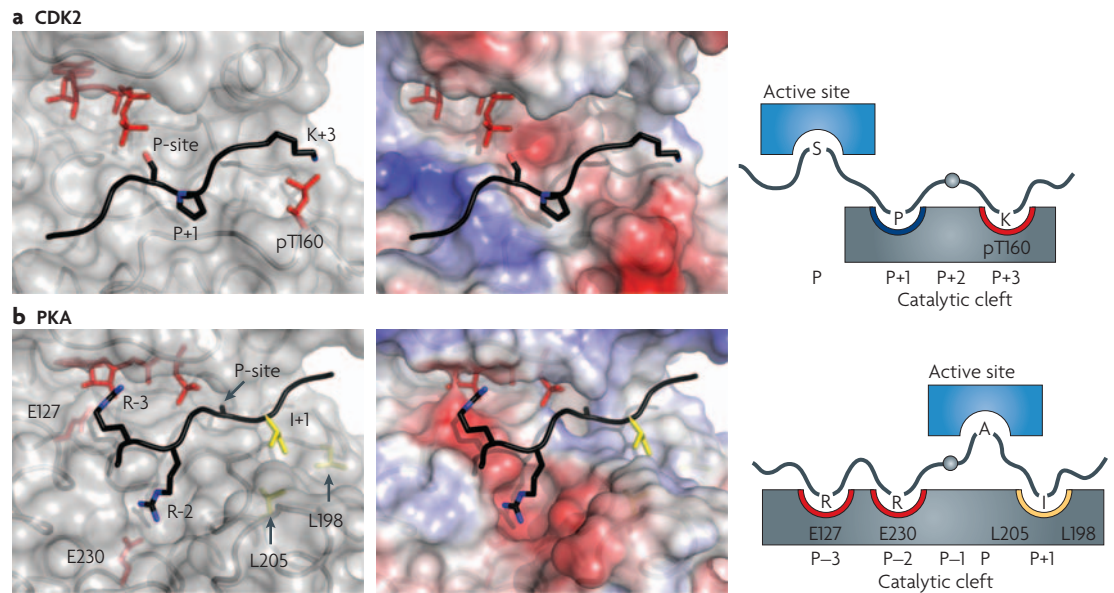 a CDK2
P-site
K+3
P+1
pT160
Active site
S
P
K
pT160
P
P+1
P+2
P+3
Catalytic cleft
b PKA
P-site
R-3
I+1
E127
R-2
L198
E230
L205
Active site
A
R
R
I
E127
E230
L205
L198
P–3
P–2
P–1
P
P+1
Catalytic cleft